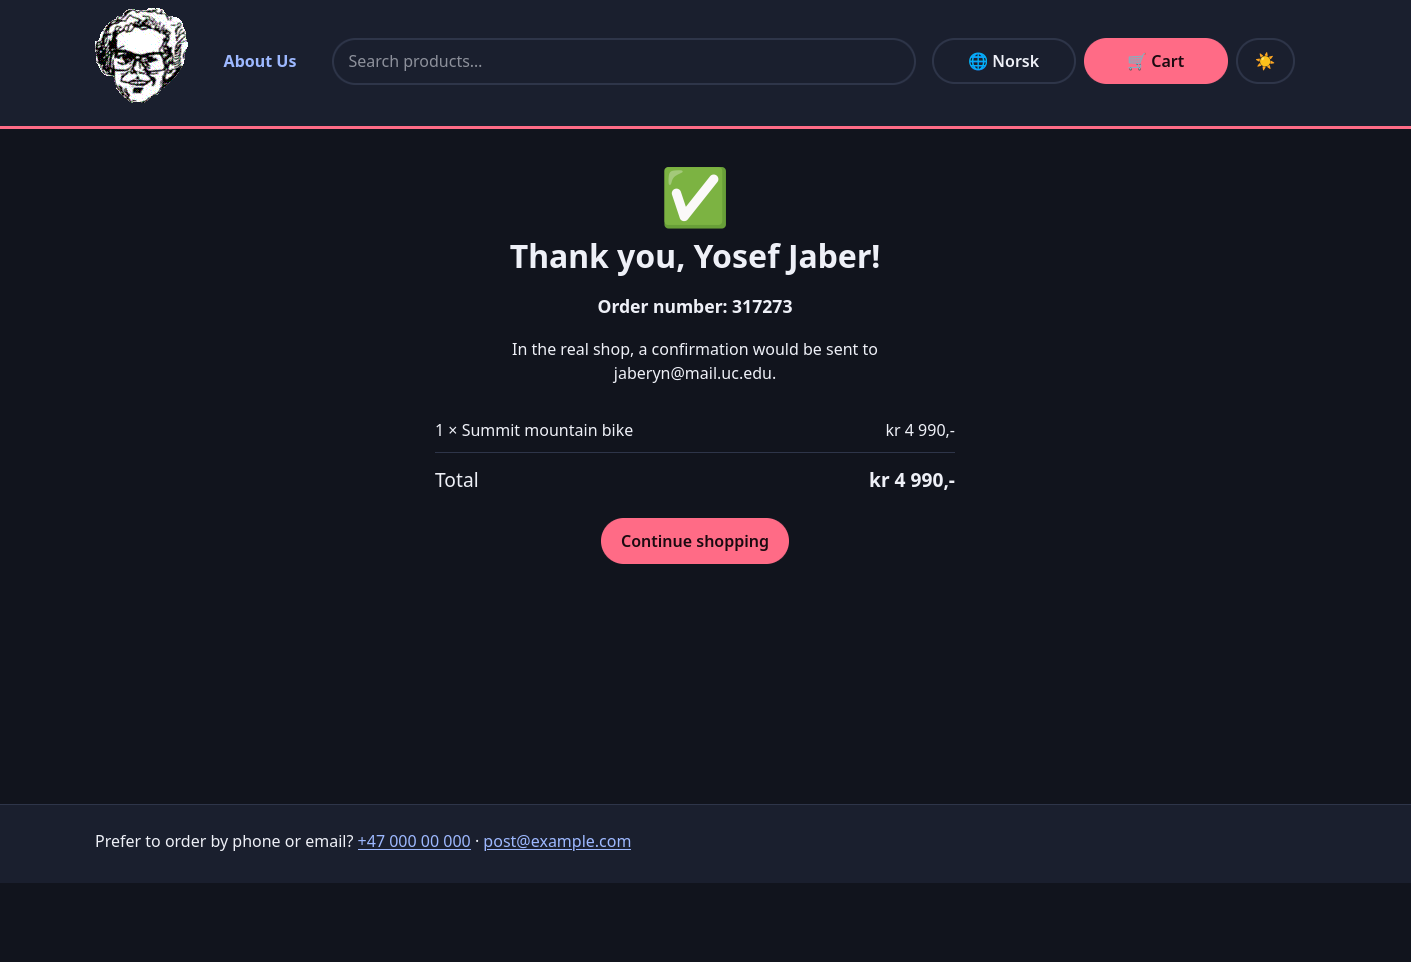 About Us
Search products...
🌐 Norsk
🛒 Cart
☀️
✅
Thank you, Yosef Jaber!
Order number: 317273
In the real shop, a confirmation would be sent to
jaberyn@mail.uc.edu.
1 × Summit mountain bike kr 4 990,-
Total kr 4 990,-
Continue shopping
Prefer to order by phone or email? +47 000 00 000 · post@example.com